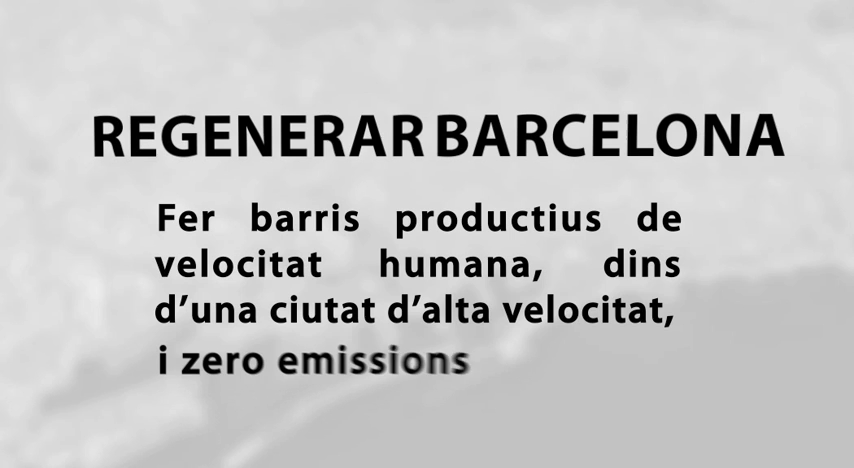 REGENERAR BARCELONA
Fer barris productius de
velocitat humana, dins
d’una ciutat d’alta velocitat,
i zero emissions